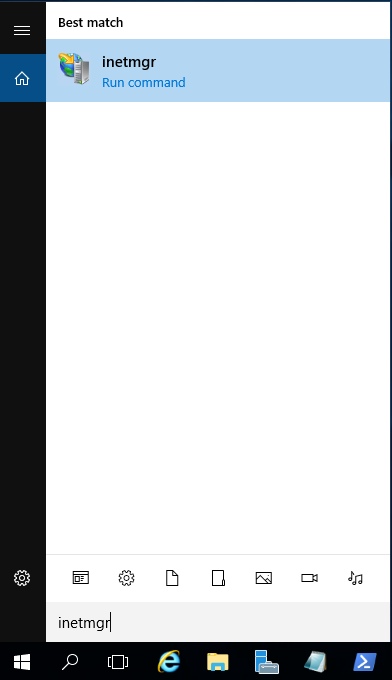 Best match
inetmgr
Run command
inetmgr